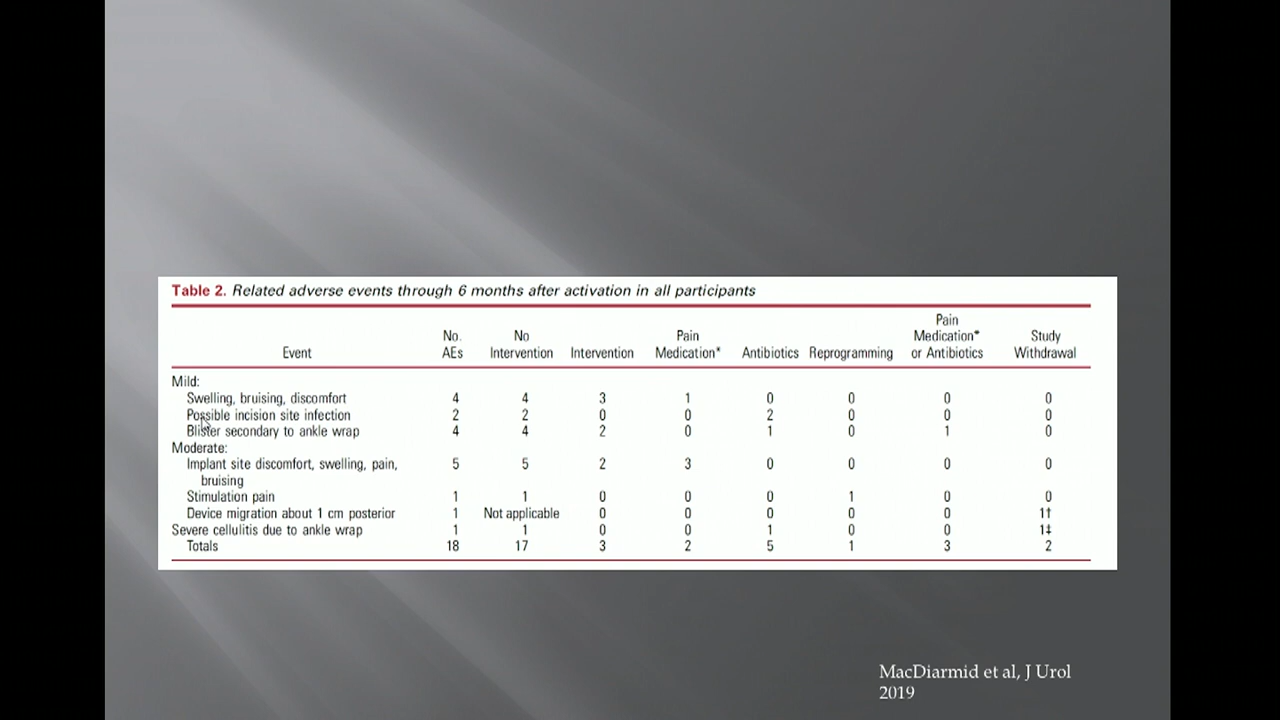 Table 2. Related adverse events through 6 months after activation in all participants
Event No. AEs No Intervention Intervention Pain Medication* Antibiotics Reprogramming Pain Medication* or Antibiotics Study Withdrawal
Mild:
Swelling, bruising, discomfort 4 4 3 1 0 0 0 0
Possible incision site infection 2 2 0 0 2 0 0 0
Blister secondary to ankle wrap 4 4 2 0 1 0 1 0
Moderate:
Implant site discomfort, swelling, pain, 5 5 2 3 0 0 0 0
bruising
Stimulation pain 1 1 0 0 0 1 0 0
Device migration about 1 cm posterior 1 Not applicable 0 0 0 0 0 1†
Severe cellulitis due to ankle wrap 1 1 0 0 1 0 0 1‡
Totals 18 17 3 2 5 1 3 2
MacDiarmid et al, J Urol
2019